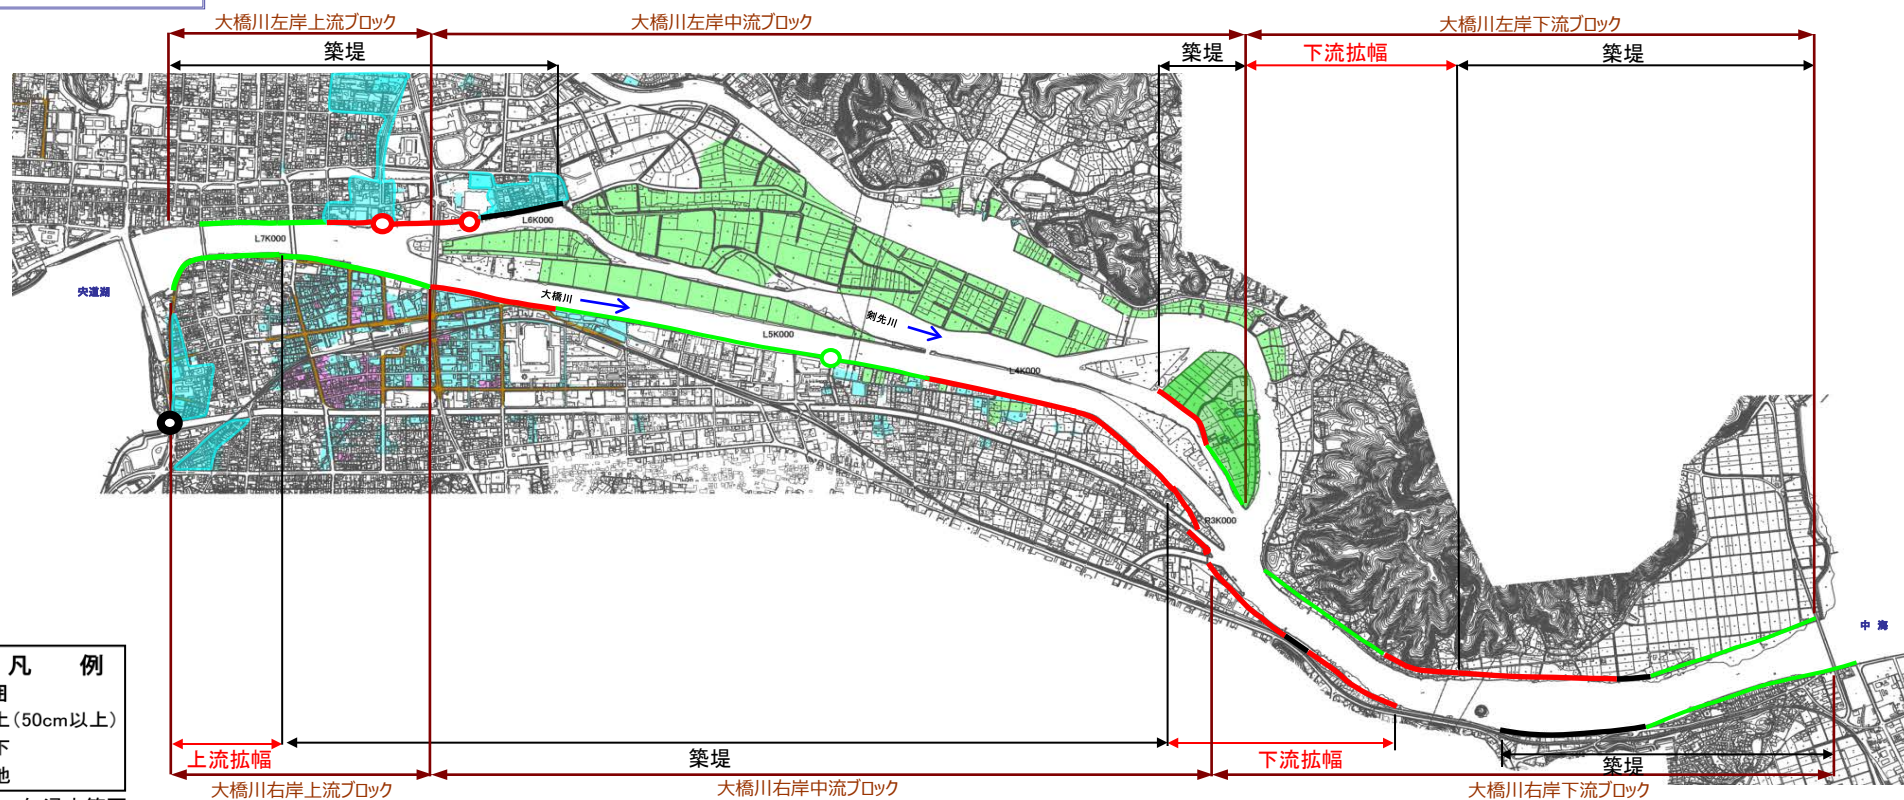 大橋川左岸上流ブロック
大橋川左岸中流ブロック
大橋川左岸下流ブロック
築堤
築堤
下流拡幅
築堤
L6K000
L7K000
宍道湖
大橋川
剣先川
L5K000
L4K000
R3K000
中海
凡 例
囲
上(50cm以上)
下
地
上流拡幅
築堤
下流拡幅
築堤
大橋川右岸上流ブロック
大橋川右岸中流ブロック
大橋川右岸下流ブロック